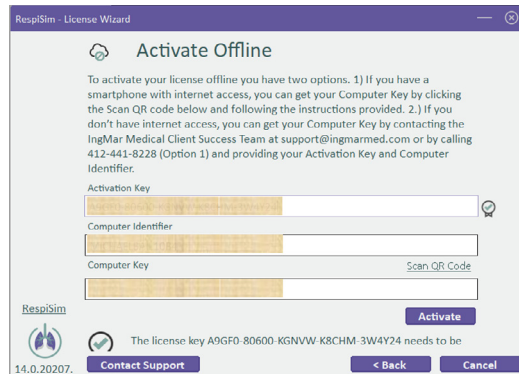 RespiSim - License Wizard
Activate Offline
To activate your license offline you have two options. 1) If you have a
smartphone with internet access, you can get your Computer Key by clicking
the Scan QR code below and following the instructions provided. 2.) If you
don't have internet access, you can get your Computer Key by contacting the
IngMar Medical Client Success Team at support@ingmarmed.com or by calling
412-441-8228 (Option 1) and providing your Activation Key and Computer
Identifier.
Activation Key
Computer Identifier
Computer Key Scan QR Code
Activate
RespiSim
The license key A9GF0-80600-KGNVW-K8CHM-3W4Y24 needs to be
14.0.20207.
Contact Support < Back Cancel